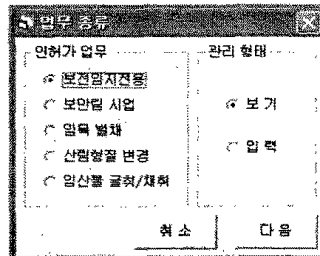 업무 종류
인허가 업무
관리 형태
보전임지전용
보안림 시업
임목 벌채
산림형질 변경
임산물 굴취/채취
보기
입력
취소
다음